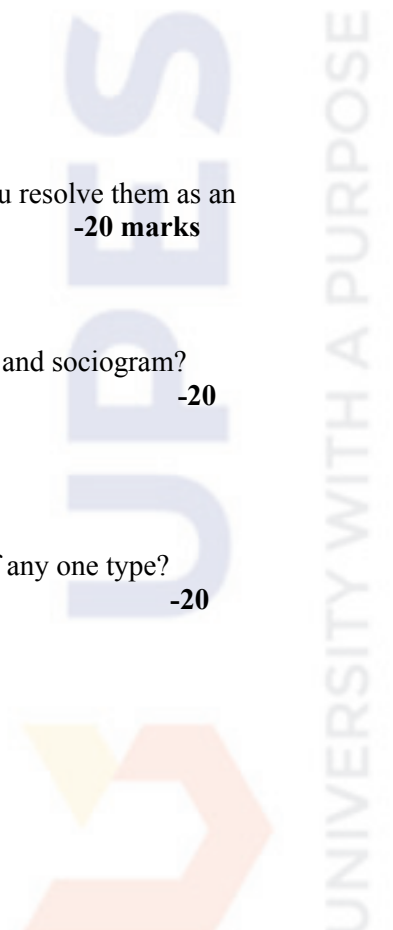 u resolve them as an
-20 marks
and sociogram?
-20
any one type?
-20
UPES
UNIVERSITY WITH A PURPOSE